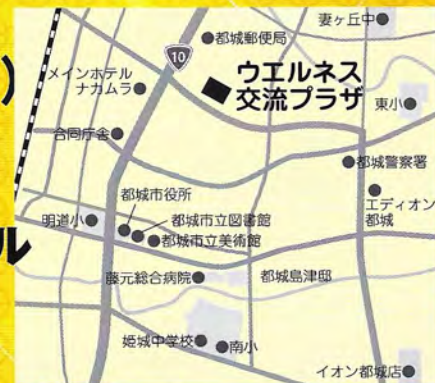 妻ヶ丘中
都城郵便局
10
メインホテル
ナカムラ
ウエルネス
交流プラザ
東小
合同庁舎
都城警察署
エディオン
都城
都城市役所
明道小
都城市立図書館
都城市立美術館
ル
藤元総合病院
都城島津邸
姫城中学校
南小
イオン都城店
)